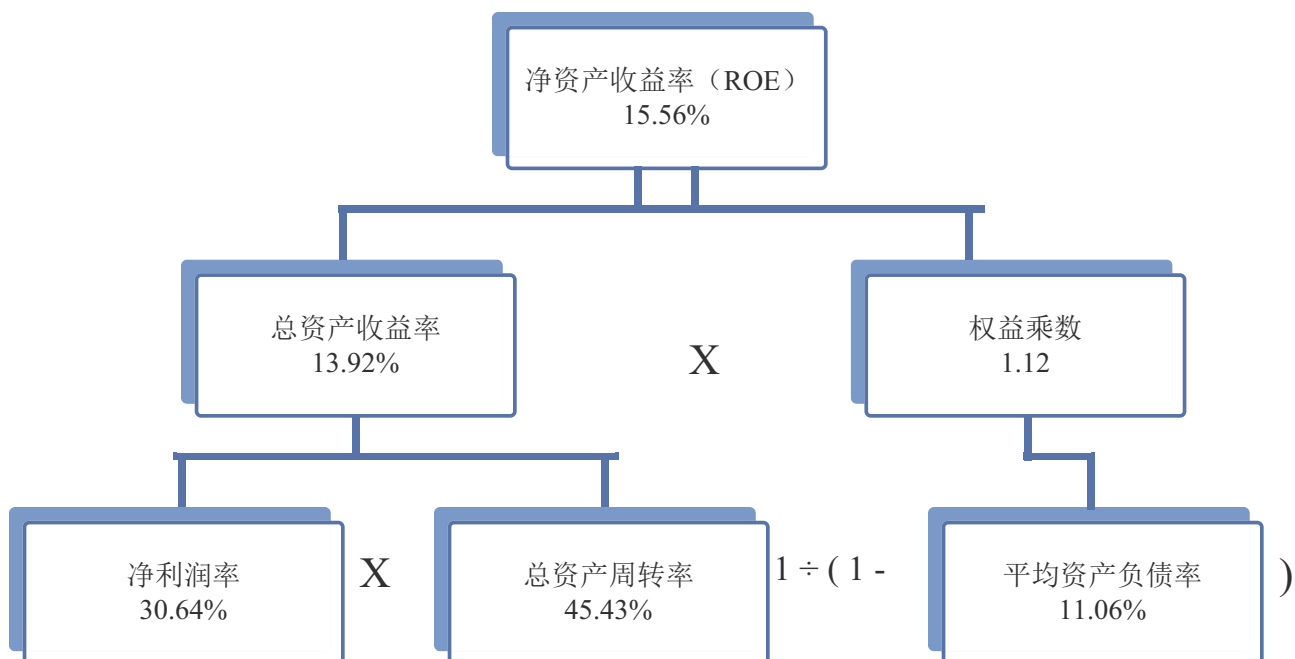 净资产收益率（ROE）
15.56%
总资产收益率
13.92%
X
权益乘数
1.12
净利润率
30.64%
X
总资产周转率
45.43%
1 ÷ ( 1 -
平均资产负债率
11.06%
)